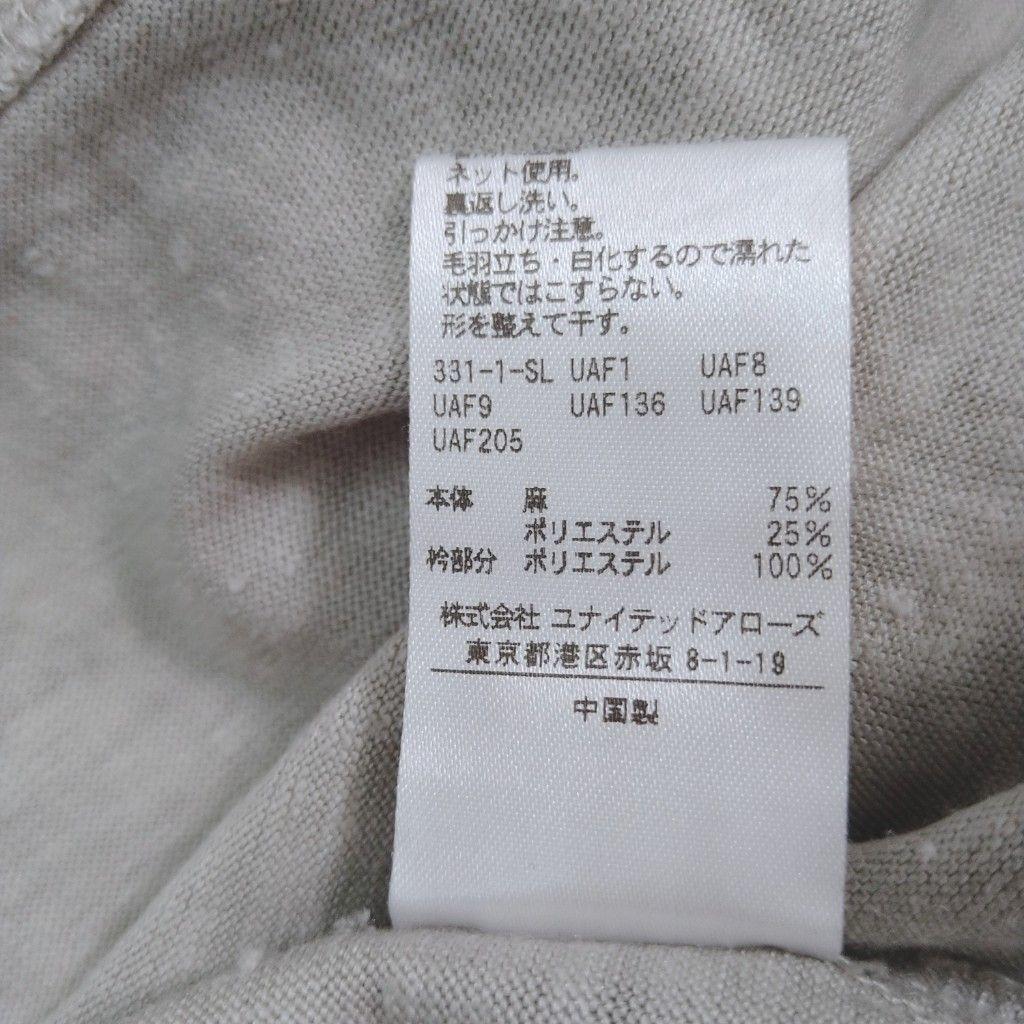 ネット使用。
裏返し洗い。
引っかけ注意。
毛羽立ち・白化するので濡れた
状態ではこすらない。
形を整えて干す。
331-1-SL UAF1 UAF8
UAF9 UAF136 UAF139
UAF205
本体 麻 75%
ポリエステル 25%
衿部分 ポリエステル 100%
株式会社 ユナイテッドアローズ
東京都港区赤坂 8-1-19
中国製